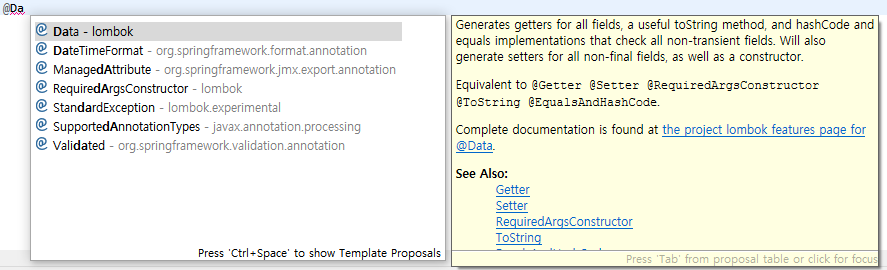 @Da
@ Data - lombok
@ DateTimeFormat - org.springframework.format.annotation
@ ManagedAttribute - org.springframework.jmx.export.annotation
@ RequiredArgsConstructor - lombok
@ StandardException - lombok.experimental
@ SupportedAnnotationTypes - javax.annotation.processing
@ Validated - org.springframework.validation.annotation
Press 'Ctrl+Space' to show Template Proposals
Generates getters for all fields, a useful toString method, and hashCode and
equals implementations that check all non-transient fields. Will also
generate setters for all non-final fields, as well as a constructor.
Equivalent to @Getter @Setter @RequiredArgsConstructor
@ToString @EqualsAndHashCode.
Complete documentation is found at the project lombok features page for
@Data.
See Also:
Getter
Setter
RequiredArgsConstructor
ToString
Press 'Tab' from proposal table or click for focus